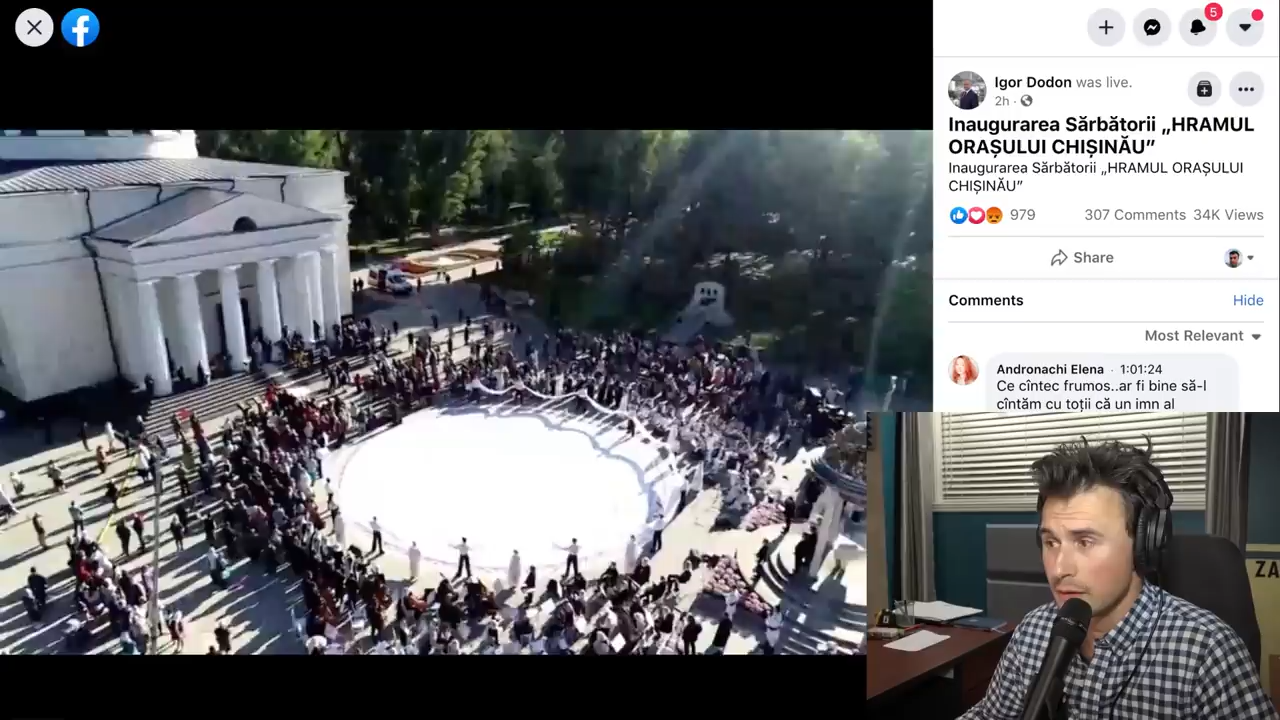 5
Igor Dodon was live.
2h
Inaugurarea Sărbătorii „HRAMUL
ORAȘULUI CHIȘINĂU”
Inaugurarea Sărbătorii „HRAMUL ORAȘULUI
CHIȘINĂU”
979 307 Comments 34K Views
Share
Comments Hide
Most Relevant
Andronachi Elena · 1:01:24
Ce cîntec frumos..ar fi bine să-l
cîntăm cu toții că un imn al
ZA